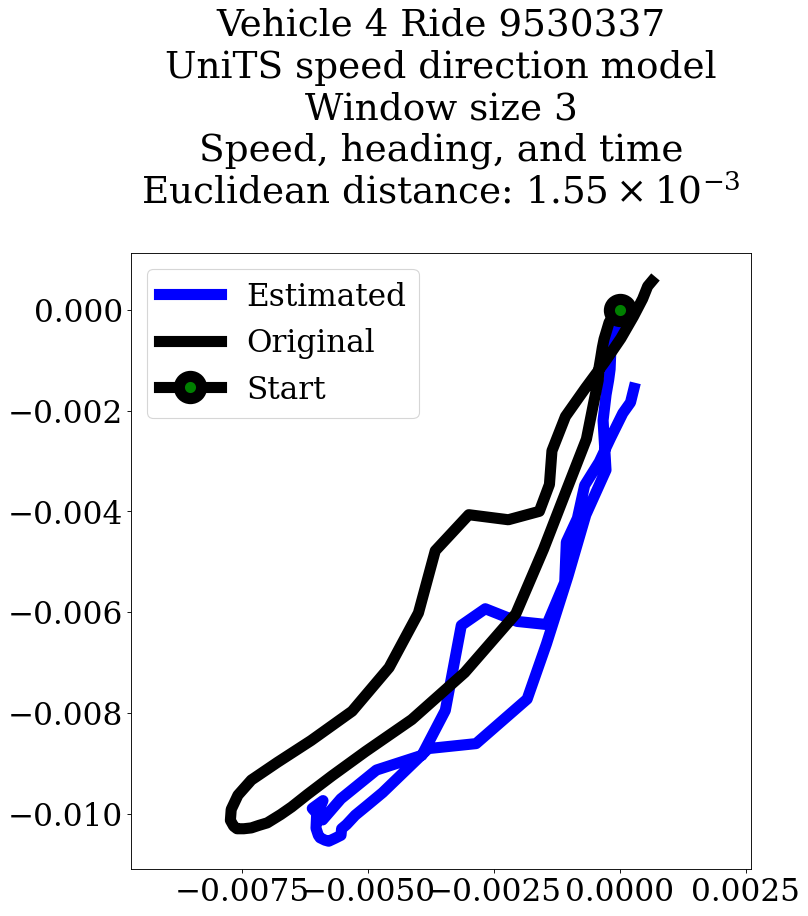 Vehicle 4 Ride 9530337
UniTS speed direction model
Window size 3
Speed, heading, and time
Euclidean distance: 1.55 × 10⁻³
Estimated
Original
Start
0.000
−0.002
−0.004
−0.006
−0.008
−0.010
−0.0075 −0.0050 −0.0025 0.0000 0.0025